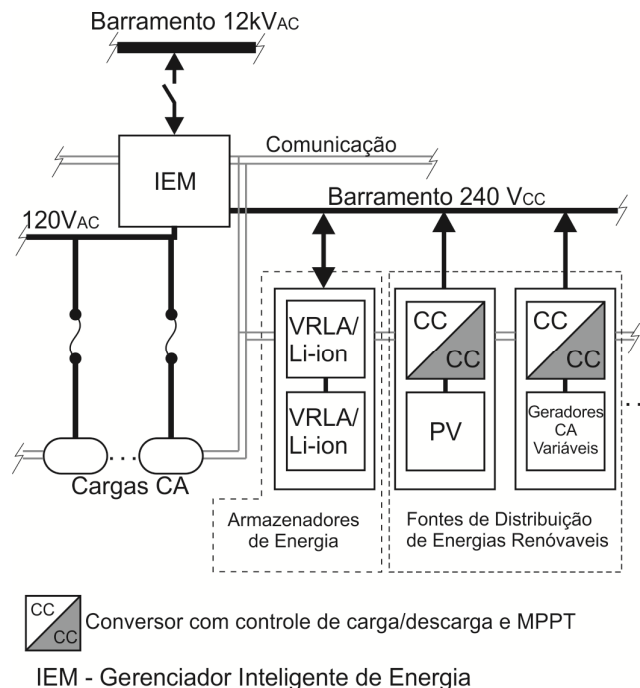 Barramento 12kVAC
Comunicação
IEM
Barramento 240 VCC
120VAC
VRLA/
Li-ion
VRLA/
Li-ion
CC
CC
PV
CC
CC
Geradores
CA
Variáveis
...
...
Cargas CA
Armazenadores
de Energia
Fontes de Distribuição
de Energias Renóvaveis
CC
CC
Conversor com controle de carga/descarga e MPPT
IEM - Gerenciador Inteligente de Energia